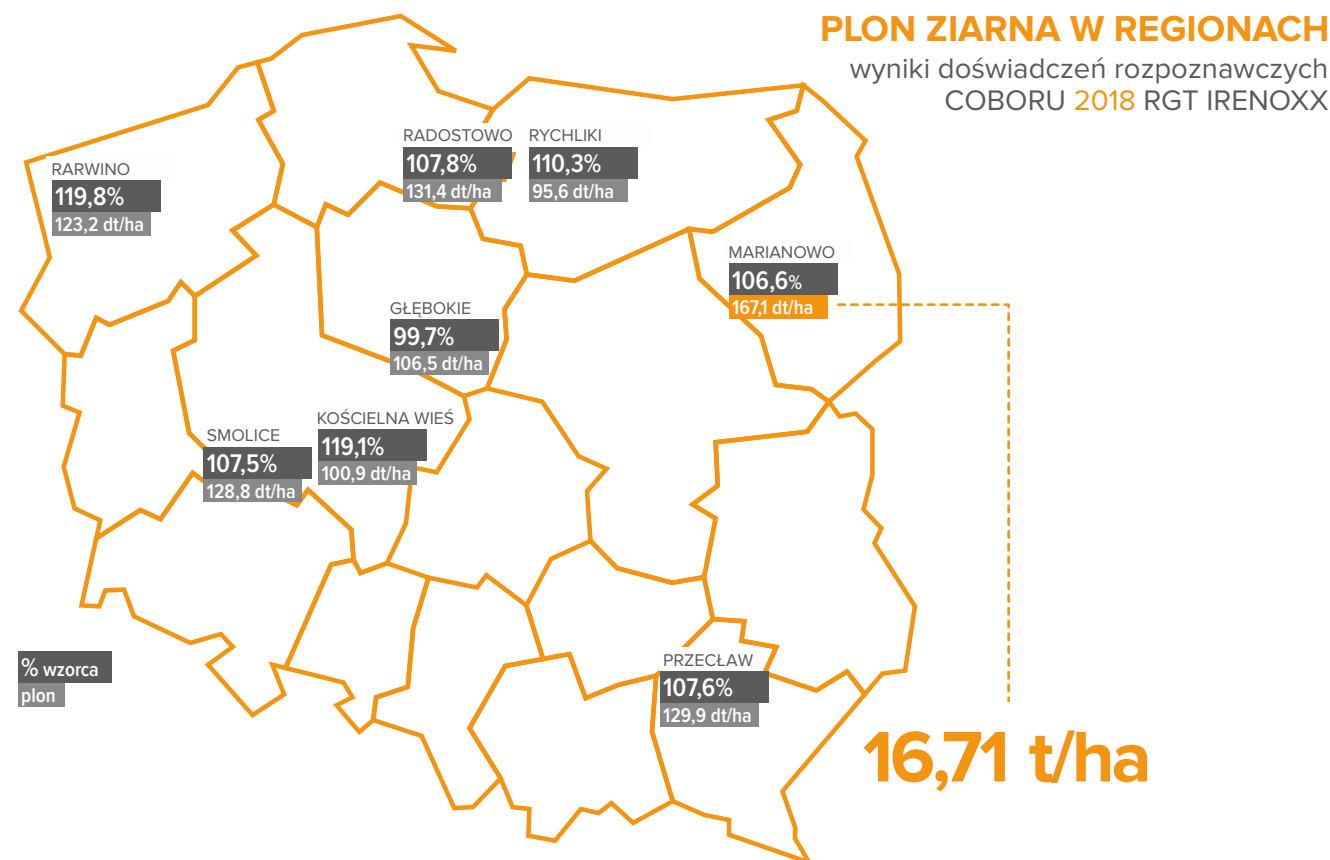 PLON ZIARNA W REGIONACH
wyniki doświadczeń rozpoznawczych
COBORU 2018 RGT IRENOXX
RADOSTOWO
107,8%
131,4 dt/ha
RYCHLIKI
110,3%
95,6 dt/ha
RARWINO
119,8%
123,2 dt/ha
MARIANOWO
106,6%
167,1 dt/ha
GŁĘBOKIE
99,7%
106,5 dt/ha
KOŚCIELNA WIEŚ
119,1%
100,9 dt/ha
SMOLICE
107,5%
128,8 dt/ha
PRZECŁAW
107,6%
129,9 dt/ha
% wzorca
plon
16,71 t/ha